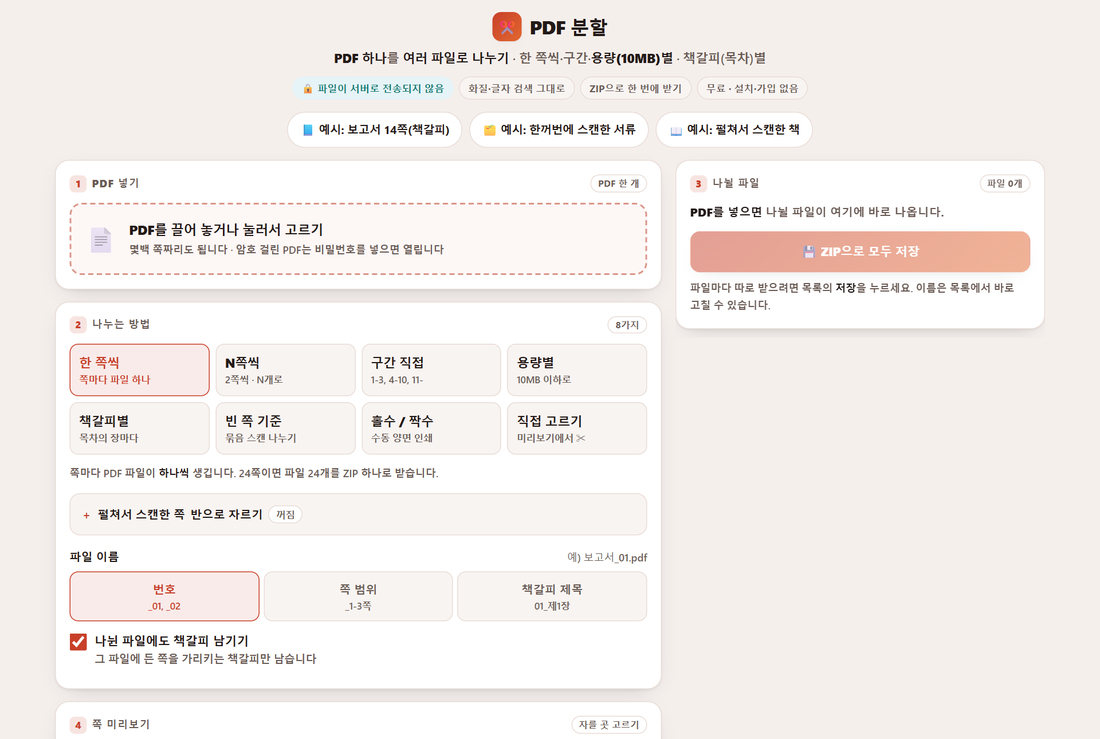 PDF 분할
PDF 하나를 여러 파일로 나누기 · 한 쪽씩·구간·용량(10MB)별 · 책갈피(목차)별
파일이 서버로 전송되지 않음
화질·글자 검색 그대로
ZIP으로 한 번에 받기
무료 · 설치·가입 없음
예시: 보고서 14쪽(책갈피)
예시: 한꺼번에 스캔한 서류
예시: 펼쳐서 스캔한 책
1 PDF 넣기
PDF 한 개
PDF를 끌어 놓거나 눌러서 고르기
몇백 쪽짜리도 됩니다 · 암호 걸린 PDF는 비밀번호를 넣으면 열립니다
2 나누는 방법
8가지
한 쪽씩
쪽마다 파일 하나
N쪽씩
2쪽씩 · N개로
구간 직접
1-3, 4-10, 11-
용량별
10MB 이하로
책갈피별
목차의 장마다
빈 쪽 기준
묶음 스캔 나누기
홀수 / 짝수
수동 양면 인쇄
직접 고르기
미리보기에서 ✂
쪽마다 PDF 파일이 하나씩 생깁니다. 24쪽이면 파일 24개를 ZIP 하나로 받습니다.
+ 펼쳐서 스캔한 쪽 반으로 자르기 꺼짐
파일 이름
예) 보고서_01.pdf
번호
_01, _02
쪽 범위
_1-3쪽
책갈피 제목
01_제1장
나뉜 파일에도 책갈피 남기기
그 파일에 든 쪽을 가리키는 책갈피만 남습니다
4 쪽 미리보기
자를 곳 고르기
3 나뉠 파일
파일 0개
PDF를 넣으면 나뉠 파일이 여기에 바로 나옵니다.
ZIP으로 모두 저장
파일마다 따로 받으려면 목록의 저장을 누르세요. 이름은 목록에서 바로
고칠 수 있습니다.